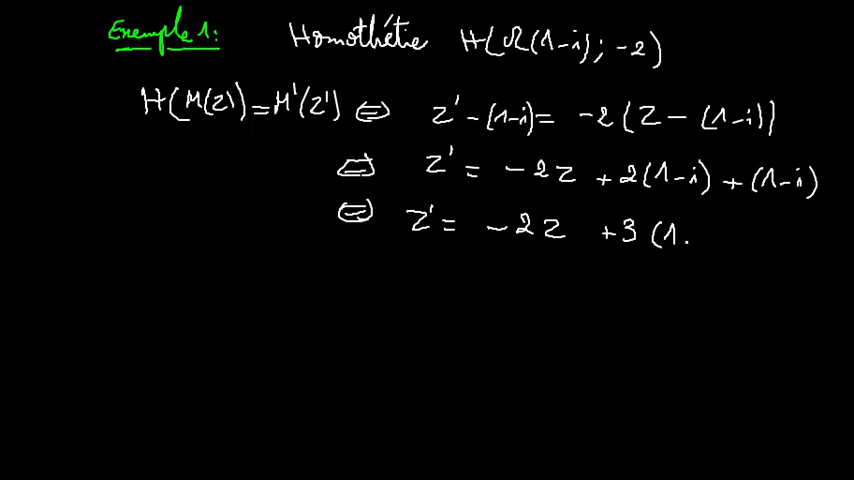 Exemple 1: Homothétie H(Ω(1-i); -2)
H(M(Z)) = M'(Z') ⇔ Z' - (1-i) = -2(Z - (1-i))
⇔ Z' = -2Z + 2(1-i) + (1-i)
⇔ Z' = -2Z + 3(1.